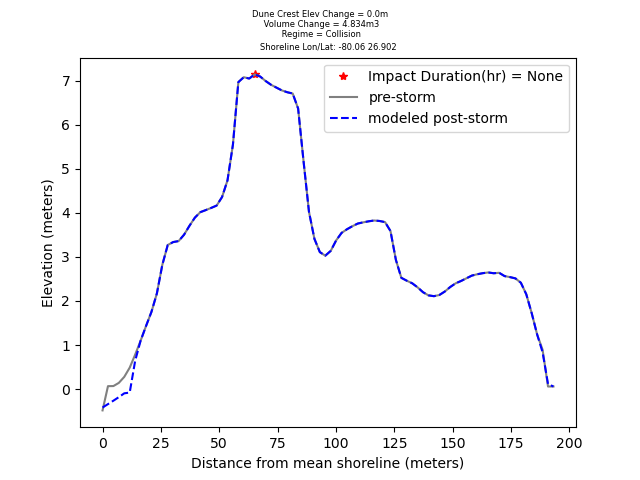 Dune Crest Elev Change = 0.0m
Volume Change = 4.834m3
Regime = Collision
Shoreline Lon/Lat: -80.06 26.902
Impact Duration(hr) = None
pre-storm
modeled post-storm
Elevation (meters)
7
6
5
4
3
2
1
0
0 25 50 75 100 125 150 175 200
Distance from mean shoreline (meters)